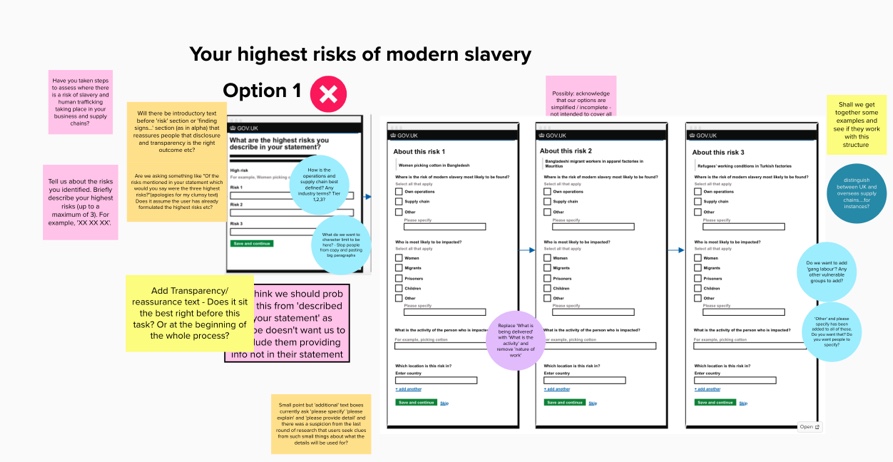 Your highest risks of modern slavery
Option 1
Have you taken steps
to assess where there
is a risk of slavery and
human trafficking
taking place in your
business and supply
chains?
Tell us about the risks
you identified. Briefly
describe your highest
risks (up to a
maximum of 3). For
example, 'XX XX XX'.
Will there be introductory text
before 'risk' section or 'finding
signs...' section (as in alpha) that
reassures people that disclosure
and transparency is the right
outcome etc?
Are we asking something like "Of the
risks mentioned in your statement which
would you say were the three highest
risks?"(apologies for my clumsy text)
Does it assume the user has already
formulated the highest risks etc?
GOV.UK
What are the highest risks you
describe in your statement?
High risk
For example, Women picking cotton
Risk 1
Risk 2
Risk 3
Save and continue
How is the
operations and
supply chain best
defined? Any
industry terms? Tier
1,2,3?
What do we want to
character limit to be
here? - Stop people
from copy and pasting
big paragraphs
Add Transparency/
reassurance text - Does it sit
the best right before this
task? Or at the beginning of
the whole process?
think we should prob
this from 'described
your statement' as
be doesn't want us to
lude them providing
info not in their statement
Small point but 'additional' text boxes
currently ask 'please specify' 'please
explain' and 'please provide detail' and
there was a suspicion from the last
round of research that users seek clues
from such small things about what the
details will be used for?
Possibly: acknowledge
that our options are
simplified / incomplete -
not intended to cover all
GOV.UK
About this risk 1
Women picking cotton in Bangladesh
Where is the risk of modern slavery most likely to be found?
Select all that apply
Own operations
Supply chain
Other
Please specify
Who is most likely to be impacted?
Women
Migrants
Prisoners
Children
Other
Please specify
What is the activity of the person who is impacted?
For example, picking cotton
Which location is this risk in?
Enter country
+ add another
Save and continue
Skip
Replace 'What is
being delivered'
with 'What is the
activity' and
remove 'nature of
work'
GOV.UK
About this risk 2
Bangladeshi migrant workers in apparel factories in
Mauritius
Where is the risk of modern slavery most likely to be found?
Select all that apply
Own operations
Supply chain
Other
Please specify
Who is most likely to be impacted?
Women
Migrants
Prisoners
Children
Other
Please specify
What is the activity of the person who is impacted?
For example, picking cotton
Which location is this risk in?
Enter country
+ add another
Save and continue
Skip
GOV.UK
About this risk 3
Refugees' working conditions in Turkish factories
Where is the risk of modern slavery most likely to be found?
Select all that apply
Own operations
Supply chain
Other
Please specify
Who is most likely to be impacted?
Women
Migrants
Prisoners
Children
Other
Please specify
What is the activity of the person who is impacted?
For example, picking cotton
Which location is this risk in?
Enter country
+ add another
Save and continue
Skip
Open
Shall we get
together some
examples and
see if they work
with this
structure
distinguish
between UK and
overseas supply
chains....for
instances?
Do we want to add
'gang labour'? Any
other vulnerable
groups to add?
'Other' and please
specify has been
added to all of these.
Do you want that? Do
you want people to
specify?